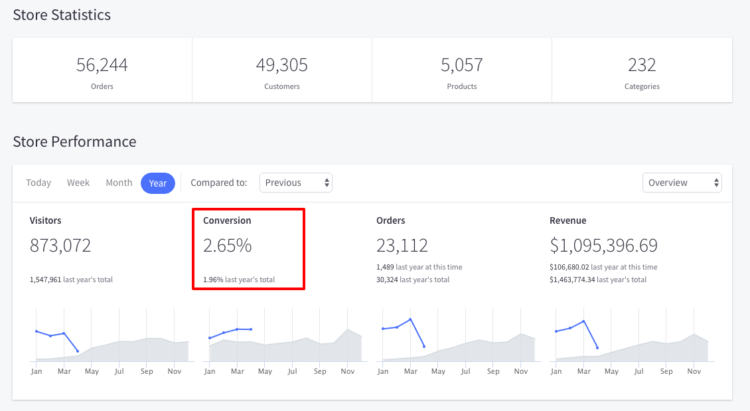 Store Statistics
56,244 49,305 5,057 232
Orders Customers Products Categories
Store Performance
Today Week Month Year Compared to: Previous Overview
Visitors Conversion Orders Revenue
873,072 2.65% 23,112 $1,095,396.69
1,489 last year at this time $106,680.02 last year at this time
1,547,961 last year's total 1.96% last year's total 30,324 last year's total $1,463,774.34 last year's total
Jan Mar May Jul Sep Nov Jan Mar May Jul Sep Nov Jan Mar May Jul Sep Nov Jan Mar May Jul Sep Nov